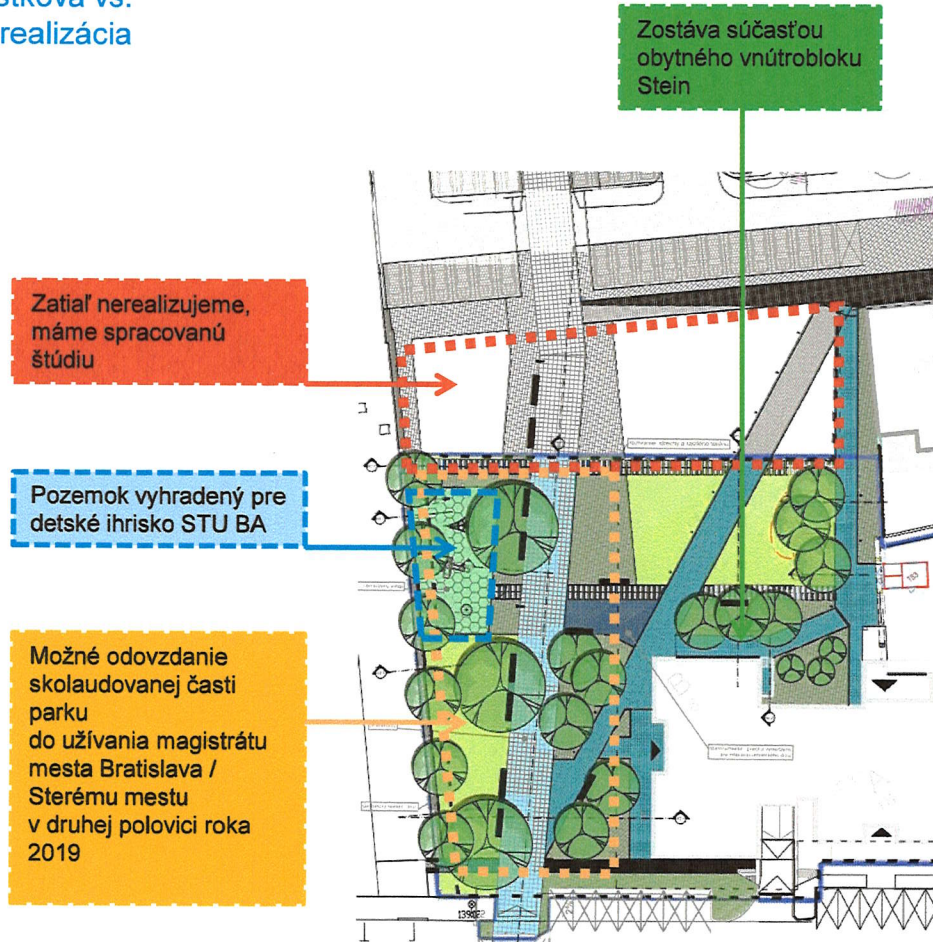 vs.
realizácia
Zostáva súčasťou
obytného vnútrobloku
Stein
Zatiaľ nerealizujeme,
máme spracovanú
štúdiu
Pozemok vyhradený pre
detské ihrisko STU BA
Možné odovzdanie
skolaudovanej časti
parku
do užívania magistrátu
mesta Bratislava /
Sterému mestu
v druhej polovici roka
2019